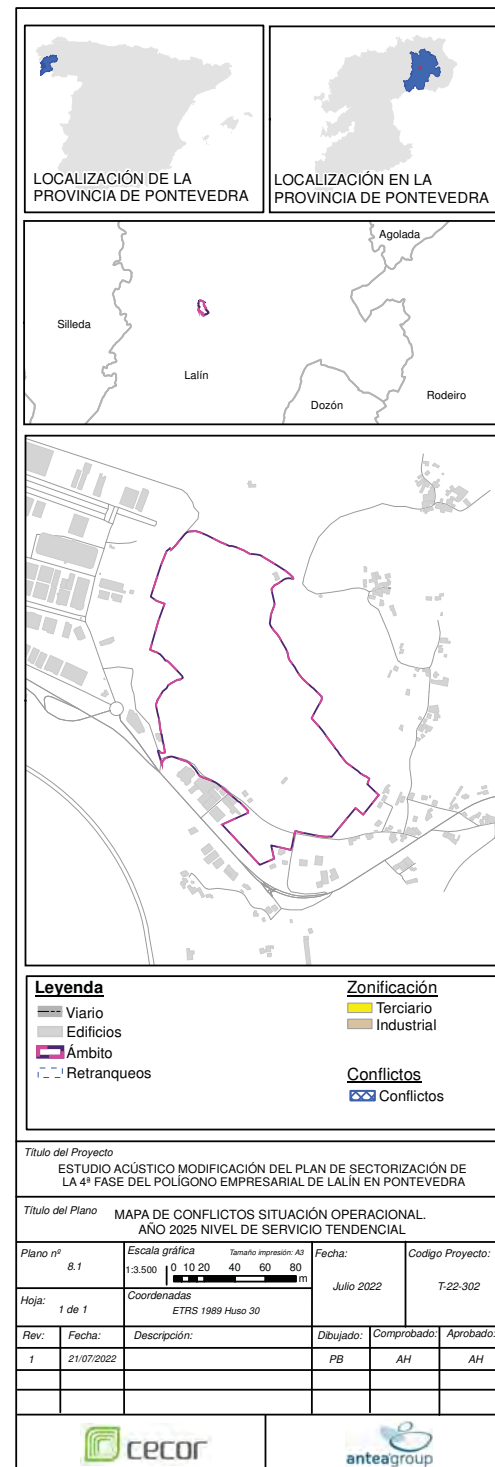 LOCALIZACIÓN DE LA
PROVINCIA DE PONTEVEDRA
LOCALIZACIÓN EN LA
PROVINCIA DE PONTEVEDRA
Agolada
Silleda
Lalín
Dozón
Rodeiro
Leyenda
Viario
Edificios
Ámbito
Retranqueos
Zonificación
Terciario
Industrial
Conflictos
Conflictos
Título del Proyecto
ESTUDIO ACÚSTICO MODIFICACIÓN DEL PLAN DE SECTORIZACIÓN DE
LA 4ª FASE DEL POLÍGONO EMPRESARIAL DE LALÍN EN PONTEVEDRA
Título del Plano
MAPA DE CONFLICTOS SITUACIÓN OPERACIONAL.
AÑO 2025 NIVEL DE SERVICIO TENDENCIAL
Plano nº
8.1
Escala gráfica
Tamaño impresión: A3
1:3.500
0 10 20 40 60 80
m
Fecha:
Julio 2022
Codigo Proyecto:
T-22-302
Hoja:
1 de 1
Coordenadas
ETRS 1989 Huso 30
Rev: Fecha: Descripción: Dibujado: Comprobado: Aprobado:
1 21/07/2022 PB AH AH
cecor
anteagroup